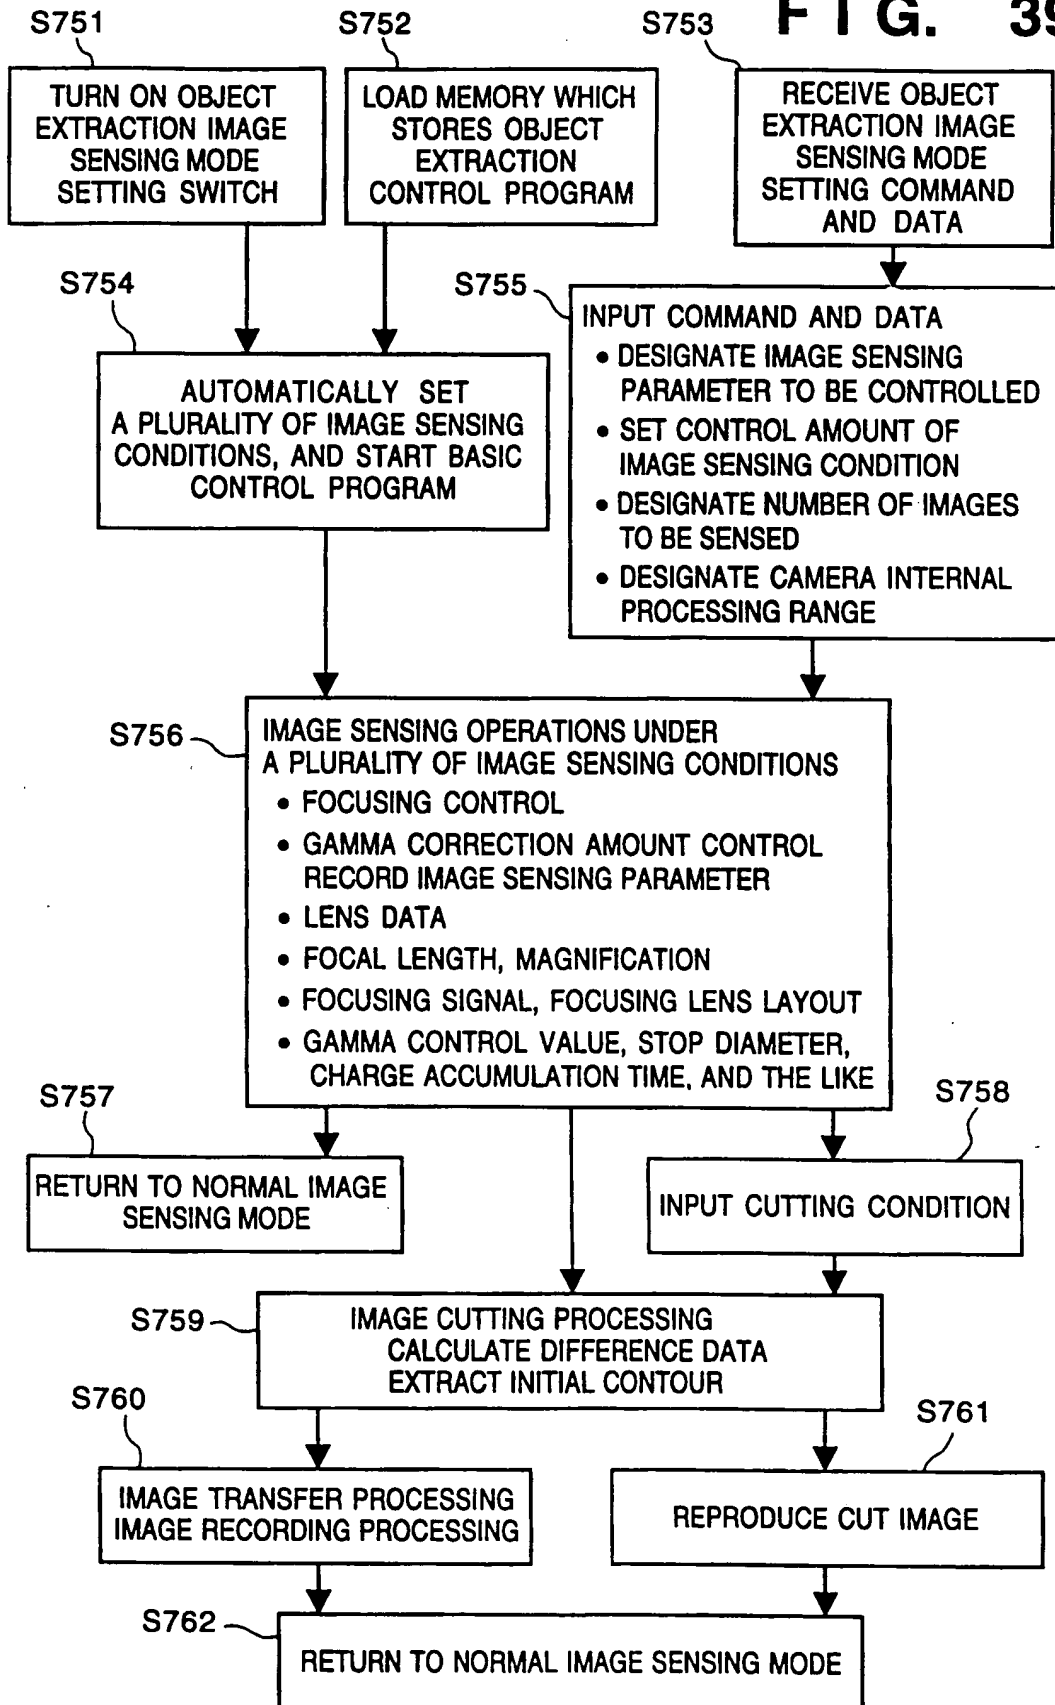 FIG. 39
S751
TURN ON OBJECT
EXTRACTION IMAGE
SENSING MODE
SETTING SWITCH
S752
LOAD MEMORY WHICH
STORES OBJECT
EXTRACTION
CONTROL PROGRAM
S753
RECEIVE OBJECT
EXTRACTION IMAGE
SENSING MODE
SETTING COMMAND
AND DATA
S754
AUTOMATICALLY SET
A PLURALITY OF IMAGE SENSING
CONDITIONS, AND START BASIC
CONTROL PROGRAM
S755
INPUT COMMAND AND DATA
• DESIGNATE IMAGE SENSING
PARAMETER TO BE CONTROLLED
• SET CONTROL AMOUNT OF
IMAGE SENSING CONDITION
• DESIGNATE NUMBER OF IMAGES
TO BE SENSED
• DESIGNATE CAMERA INTERNAL
PROCESSING RANGE
S756
IMAGE SENSING OPERATIONS UNDER
A PLURALITY OF IMAGE SENSING CONDITIONS
• FOCUSING CONTROL
• GAMMA CORRECTION AMOUNT CONTROL
RECORD IMAGE SENSING PARAMETER
• LENS DATA
• FOCAL LENGTH, MAGNIFICATION
• FOCUSING SIGNAL, FOCUSING LENS LAYOUT
• GAMMA CONTROL VALUE, STOP DIAMETER,
CHARGE ACCUMULATION TIME, AND THE LIKE
S757
RETURN TO NORMAL IMAGE
SENSING MODE
S758
INPUT CUTTING CONDITION
S759
IMAGE CUTTING PROCESSING
CALCULATE DIFFERENCE DATA
EXTRACT INITIAL CONTOUR
S760
IMAGE TRANSFER PROCESSING
IMAGE RECORDING PROCESSING
S761
REPRODUCE CUT IMAGE
S762
RETURN TO NORMAL IMAGE SENSING MODE